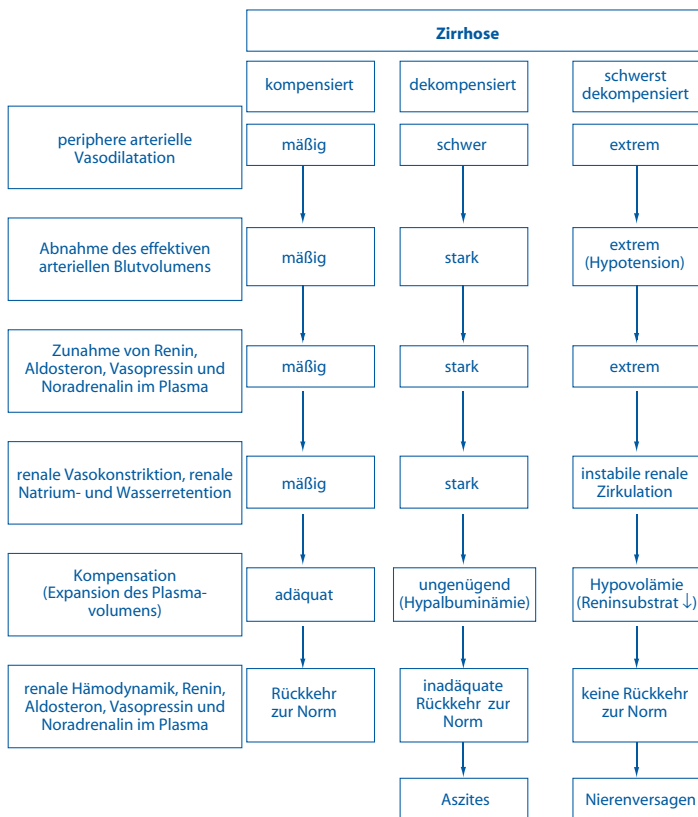 Zirrhose
kompensiert
dekompensiert
schwerst
dekompensiert
periphere arterielle
Vasodilatation
mäßig
schwer
extrem
Abnahme des effektiven
arteriellen Blutvolumens
mäßig
stark
extrem
(Hypotension)
Zunahme von Renin,
Aldosteron, Vasopressin und
Noradrenalin im Plasma
mäßig
stark
extrem
renale Vasokonstriktion, renale
Natrium- und Wasserretention
mäßig
stark
instabile renale
Zirkulation
Kompensation
(Expansion des Plasma-
volumens)
adäquat
ungenügend
(Hypalbuminämie)
Hypovolämie
(Reninsubstrat ↓)
renale Hämodynamik, Renin,
Aldosteron, Vasopressin und
Noradrenalin im Plasma
Rückkehr
zur Norm
inadäquate
Rückkehr zur
Norm
keine Rückkehr
zur Norm
Aszites
Nierenversagen